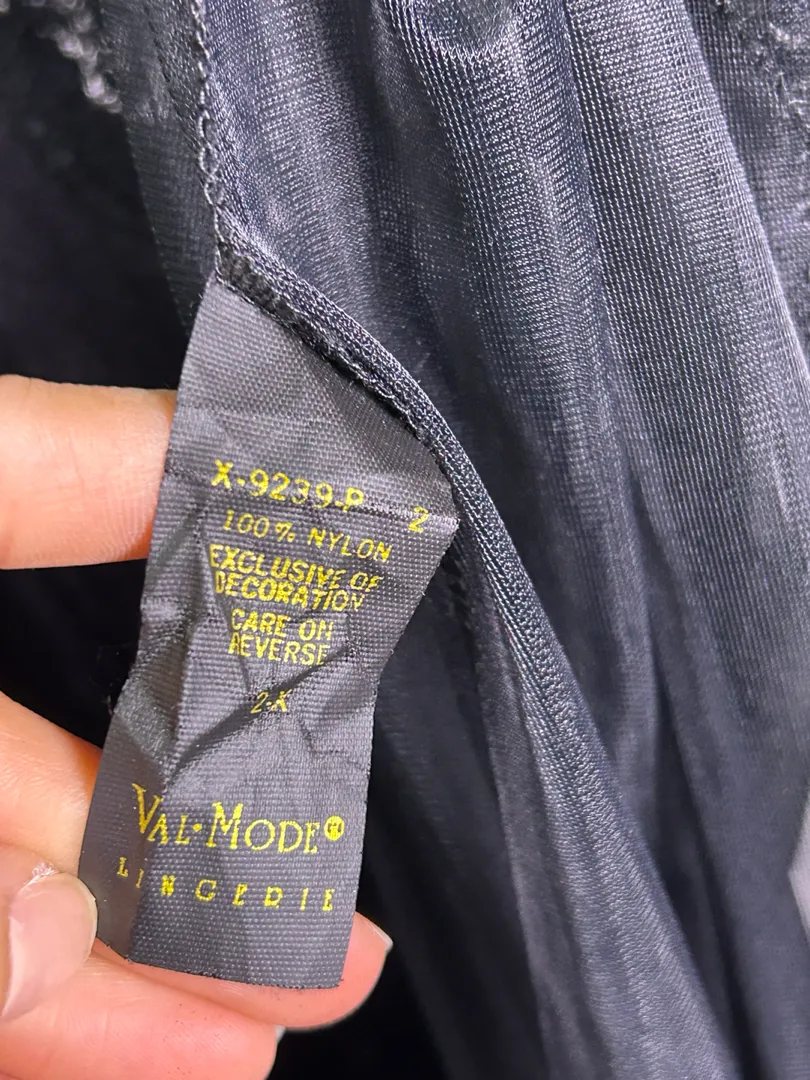 X-9239-P 2
100% NYLON
EXCLUSIVE OF
DECORATION
CARE ON
REVERSE
2-X
VAL·MODE®
LINGERIE